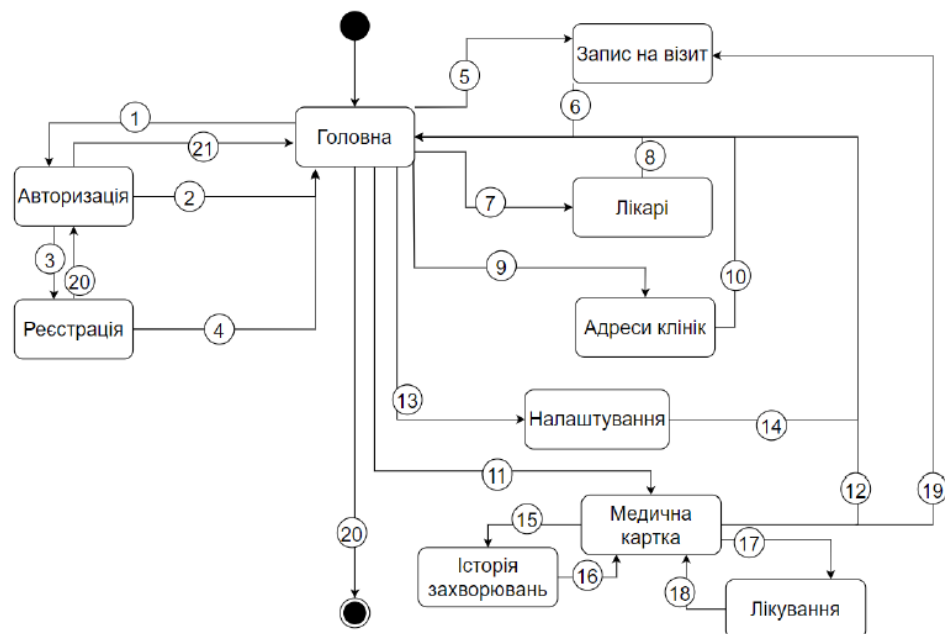 5
Запис на візит
6
1
21
Головна
Авторизація
2
8
7
Лікарі
3
20
9
10
Реєстрація
4
Адреси клінік
13
Налаштування
14
11
12
19
15
Медична
картка
17
20
Історія
захворювань
16
18
Лікування